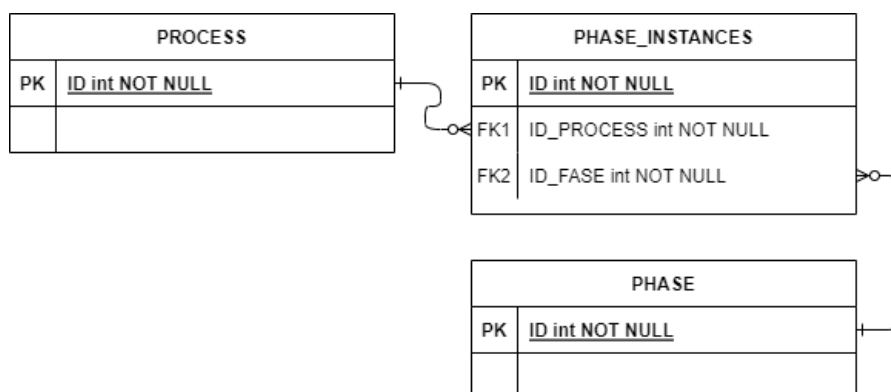 PROCESS
PK ID int NOT NULL
PHASE_INSTANCES
PK ID int NOT NULL
FK1 ID_PROCESS int NOT NULL
FK2 ID_FASE int NOT NULL
PHASE
PK ID int NOT NULL